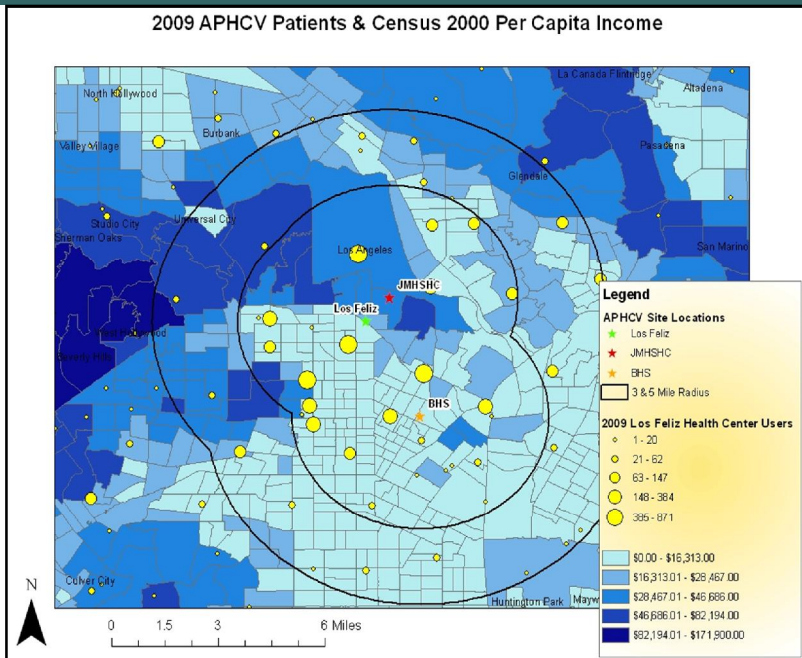 2009 APHCV Patients & Census 2000 Per Capita Income
La Canada Flintridge
North Hollywood
Altadena
Burbank
Valley Village
Pasadena
Glendale
Studio City
Universal City
Sherman Oaks
Los Angeles
San Marino
JMHSHC
Los Feliz
West Hollywood
Beverly Hills
BHS
Culver City
Huntington Park
Mayw
N
0 1.5 3 6 Miles
Legend
APHCV Site Locations
Los Feliz
JMHSHC
BHS
3 & 5 Mile Radius
2009 Los Feliz Health Center Users
1 - 20
21 - 62
63 - 147
148 - 384
385 - 871
$0.00 - $16,313.00
$16,313.01 - $28,467.00
$28,467.01 - $46,686.00
$46,686.01 - $82,194.00
$82,194.01 - $171,900.00